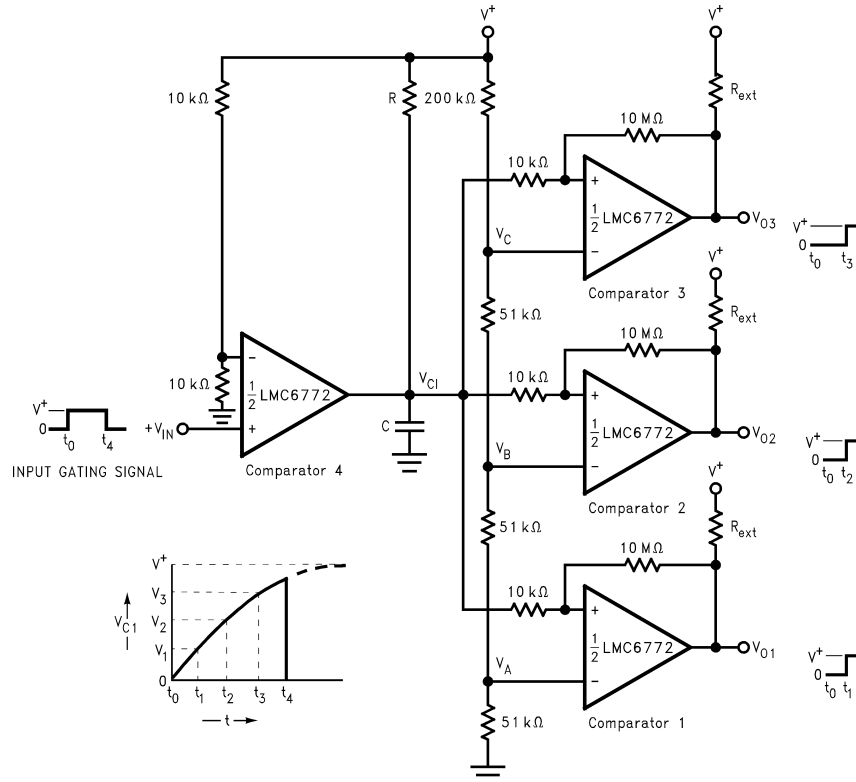 V+
V+
10 kΩ
R
200 kΩ
Rext
10 MΩ
10 kΩ
+
1/2 LMC6772
−
VO3
V+
0
t0 t3
VC
Comparator 3
V+
51 kΩ
Rext
10 MΩ
10 kΩ
−
10 kΩ
1/2 LMC6772
+
VC1
V+
0
t0 t4
+VIN
INPUT GATING SIGNAL
Comparator 4
C
+
1/2 LMC6772
−
VO2
V+
0
t0 t2
VB
Comparator 2
V+
51 kΩ
Rext
10 MΩ
10 kΩ
+
1/2 LMC6772
−
VO1
V+
0
t0 t1
VA
51 kΩ
Comparator 1
V+
V3
V2
V1
0
VC1
t0 t1 t2 t3 t4
t